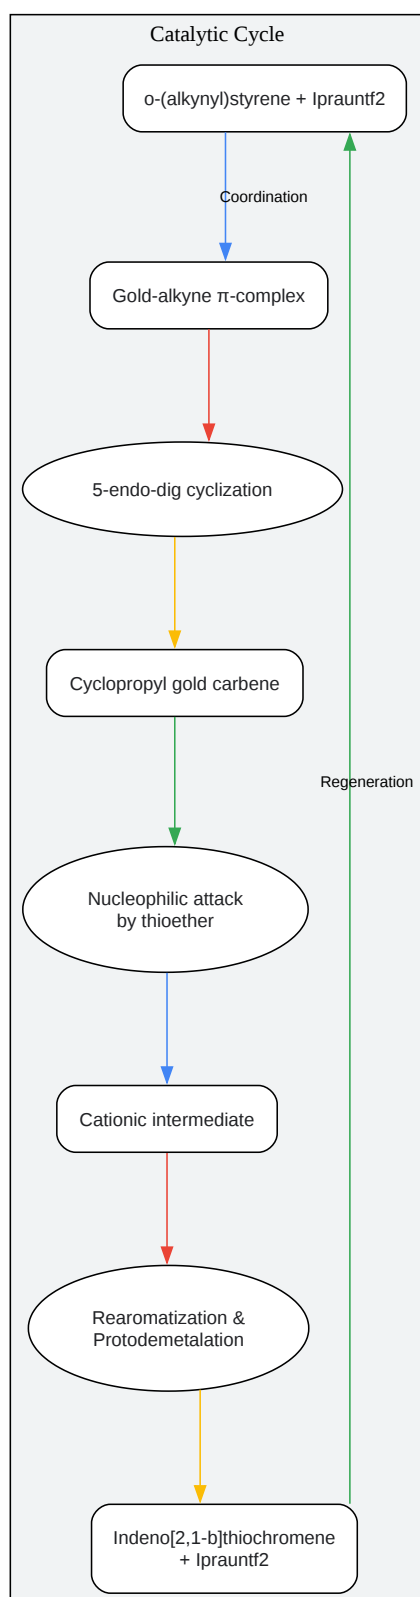 Catalytic Cycle
o-(alkynyl)styrene + Iprauntf2
Coordination
Gold-alkyne π-complex
5-endo-dig cyclization
Cyclopropyl gold carbene
Regeneration
Nucleophilic attack
by thioether
Cationic intermediate
Rearomatization &
Protodemetalation
Indeno[2,1-b]thiochromene
+ Iprauntf2